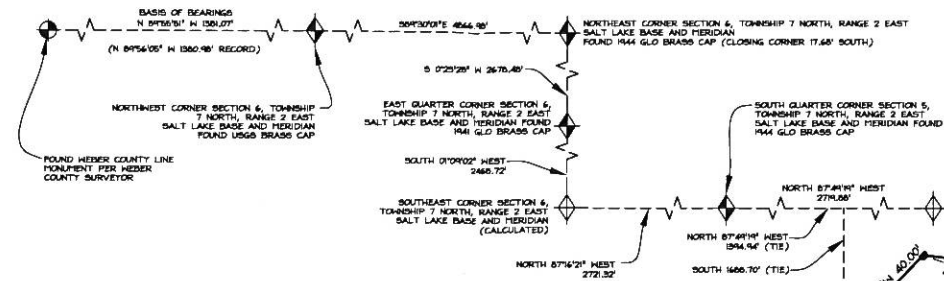 BASIS OF BEARINGS
N 89°56'51" W 1381.07'
(N 89°56'05" W 1380.98' RECORD)
S89°30'01"E 4866.98'
NORTHEAST CORNER SECTION 6, TOWNSHIP 7 NORTH, RANGE 2 EAST
SALT LAKE BASE AND MERIDIAN
FOUND 1944 GLO BRASS CAP (CLOSING CORNER 17.68' SOUTH)
S 0°25'25" W 2678.48'
NORTHWEST CORNER SECTION 6, TOWNSHIP
7 NORTH, RANGE 2 EAST
SALT LAKE BASE AND MERIDIAN
FOUND USGS BRASS CAP
EAST QUARTER CORNER SECTION 6,
TOWNSHIP 7 NORTH, RANGE 2 EAST
SALT LAKE BASE AND MERIDIAN FOUND
1941 GLO BRASS CAP
SOUTH QUARTER CORNER SECTION 5,
TOWNSHIP 7 NORTH, RANGE 2 EAST
SALT LAKE BASE AND MERIDIAN FOUND
1944 GLO BRASS CAP
FOUND WEBER COUNTY LINE
MONUMENT PER WEBER
COUNTY SURVEYOR
SOUTH 01°09'02" WEST
2468.72'
SOUTHEAST CORNER SECTION 6,
TOWNSHIP 7 NORTH, RANGE 2 EAST
SALT LAKE BASE AND MERIDIAN
(CALCULATED)
NORTH 87°49'19" WEST
2719.88'
NORTH 87°49'19" WEST
1394.94' (TIE)
NORTH 87°16'21" WEST
2721.32'
SOUTH 1688.70' (TIE)
W 40.00'